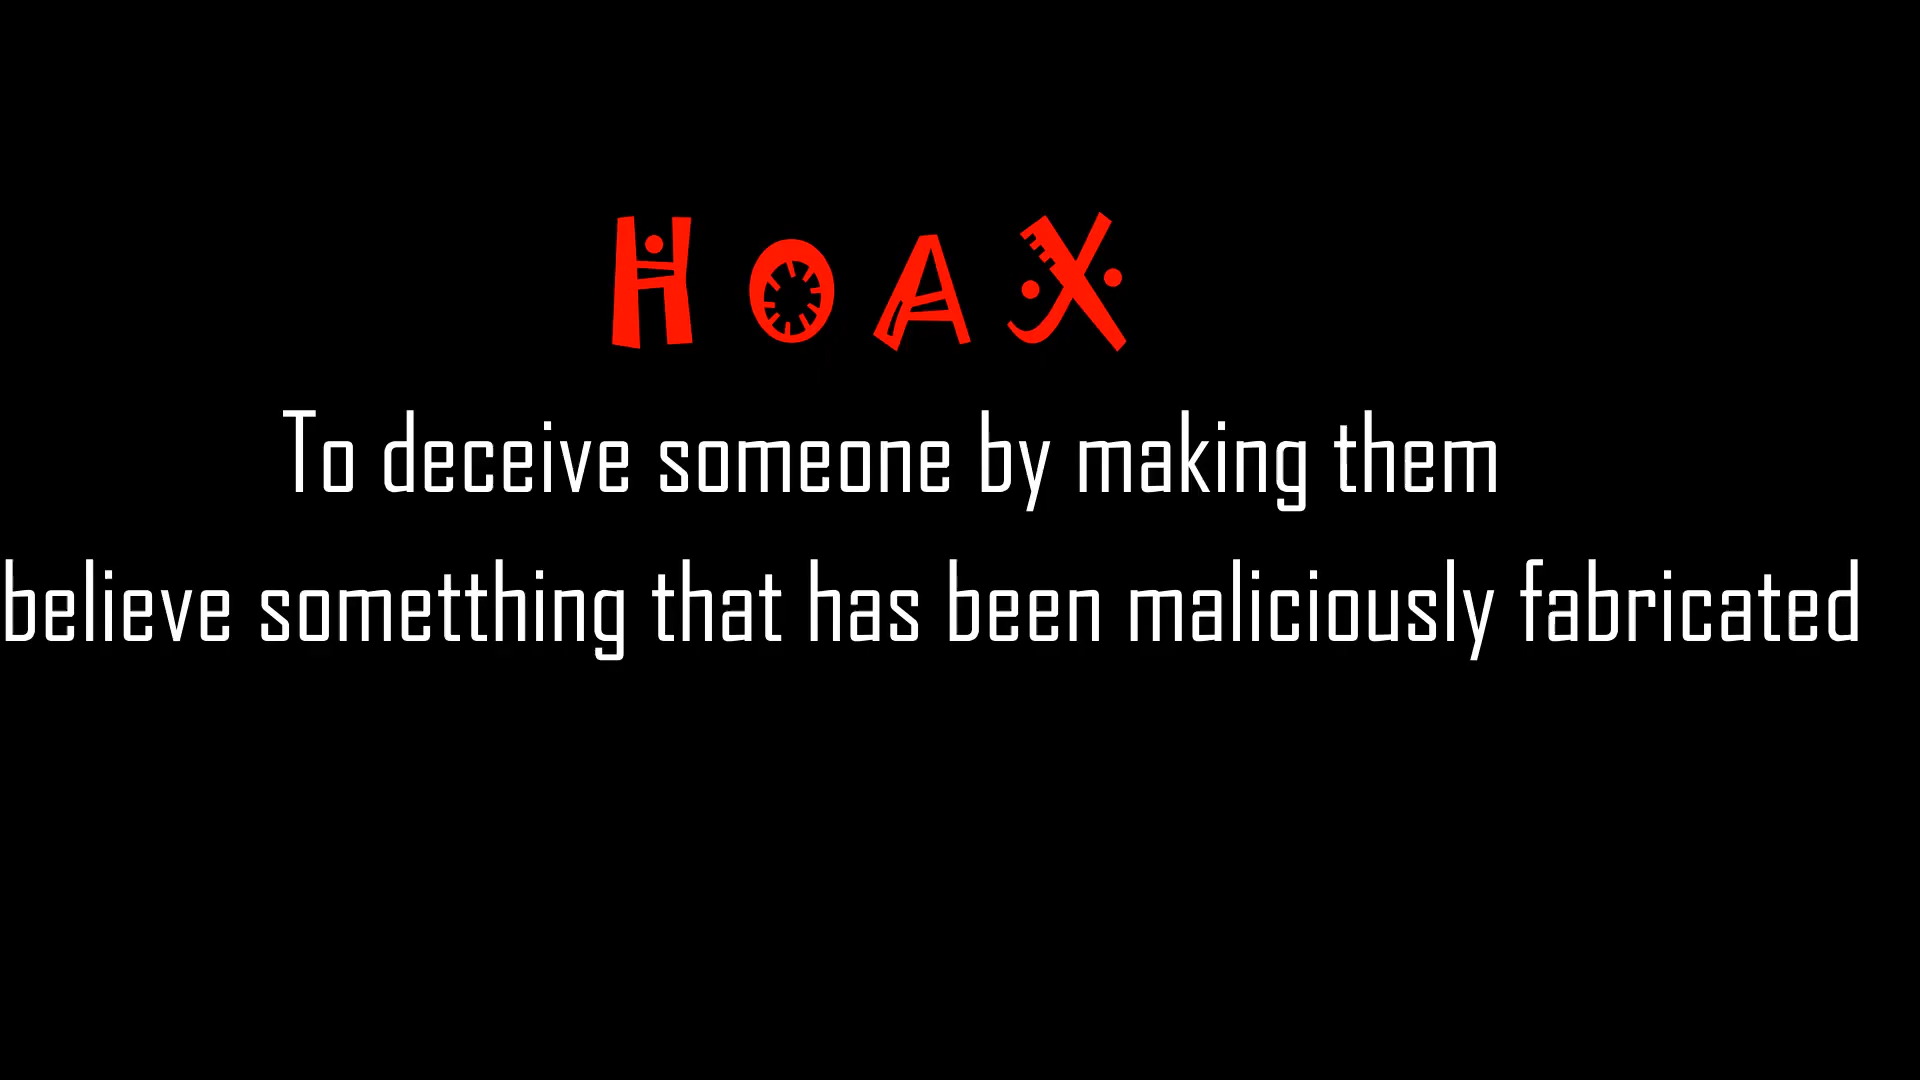 HOAX
To deceive someone by making them
believe sometthing that has been maliciously fabricated